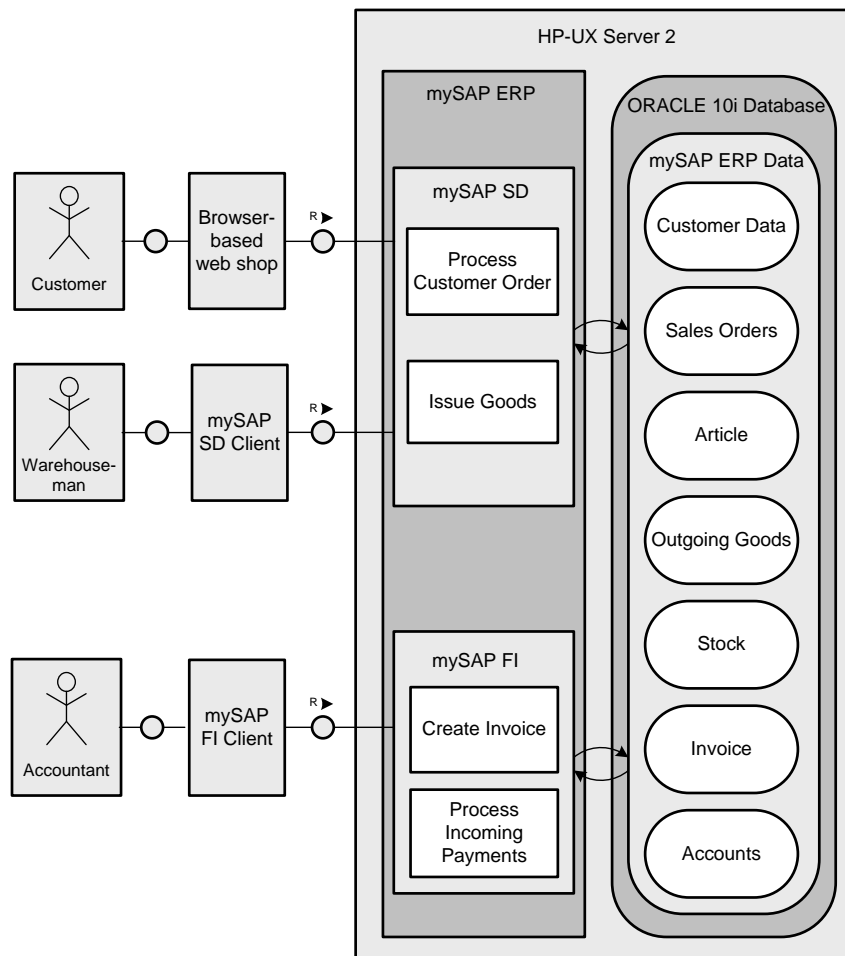 HP-UX Server 2
mySAP ERP
ORACLE 10i Database
mySAP ERP Data
mySAP SD
Customer Data
Browser-
based
web shop
R
Process
Customer Order
Customer
Sales Orders
mySAP
SD Client
R
Issue Goods
Article
Warehouse-
man
Outgoing Goods
Stock
mySAP FI
mySAP
FI Client
R
Create Invoice
Invoice
Accountant
Process
Incoming
Payments
Accounts